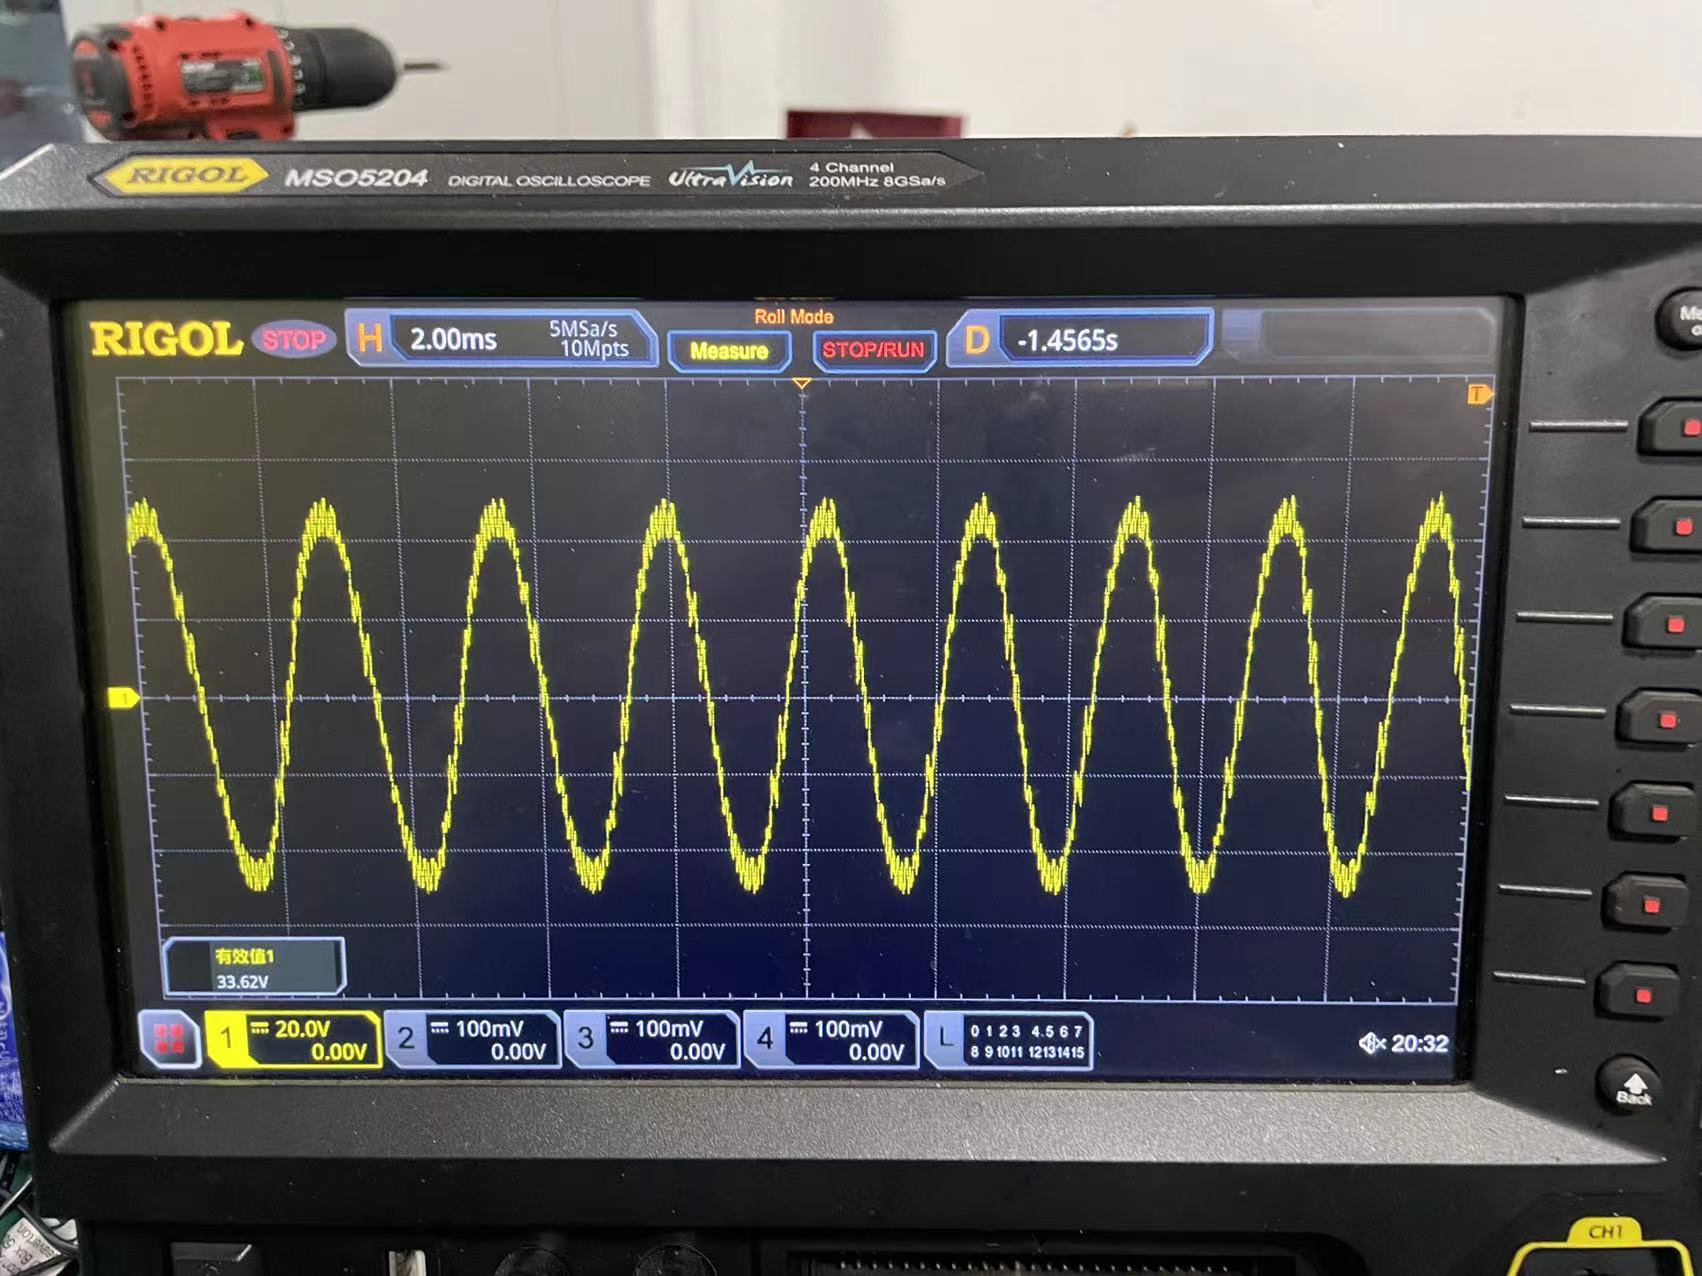 RIGOL MSO5204 DIGITAL OSCILLOSCOPE UltraVision 4 Channel
200MHz 8GSa/s
Roll Mode
RIGOL STOP H 2.00ms 5MSa/s
10Mpts
Measure STOP/RUN D -1.4565s
T
1
有效值1
33.62V
1 20.0V
0.00V
2 100mV
0.00V
3 100mV
0.00V
4 100mV
0.00V
L 0 1 2 3 4 5 6 7
8 9 10 11 12 13 14 15
20:32
Back
CH1